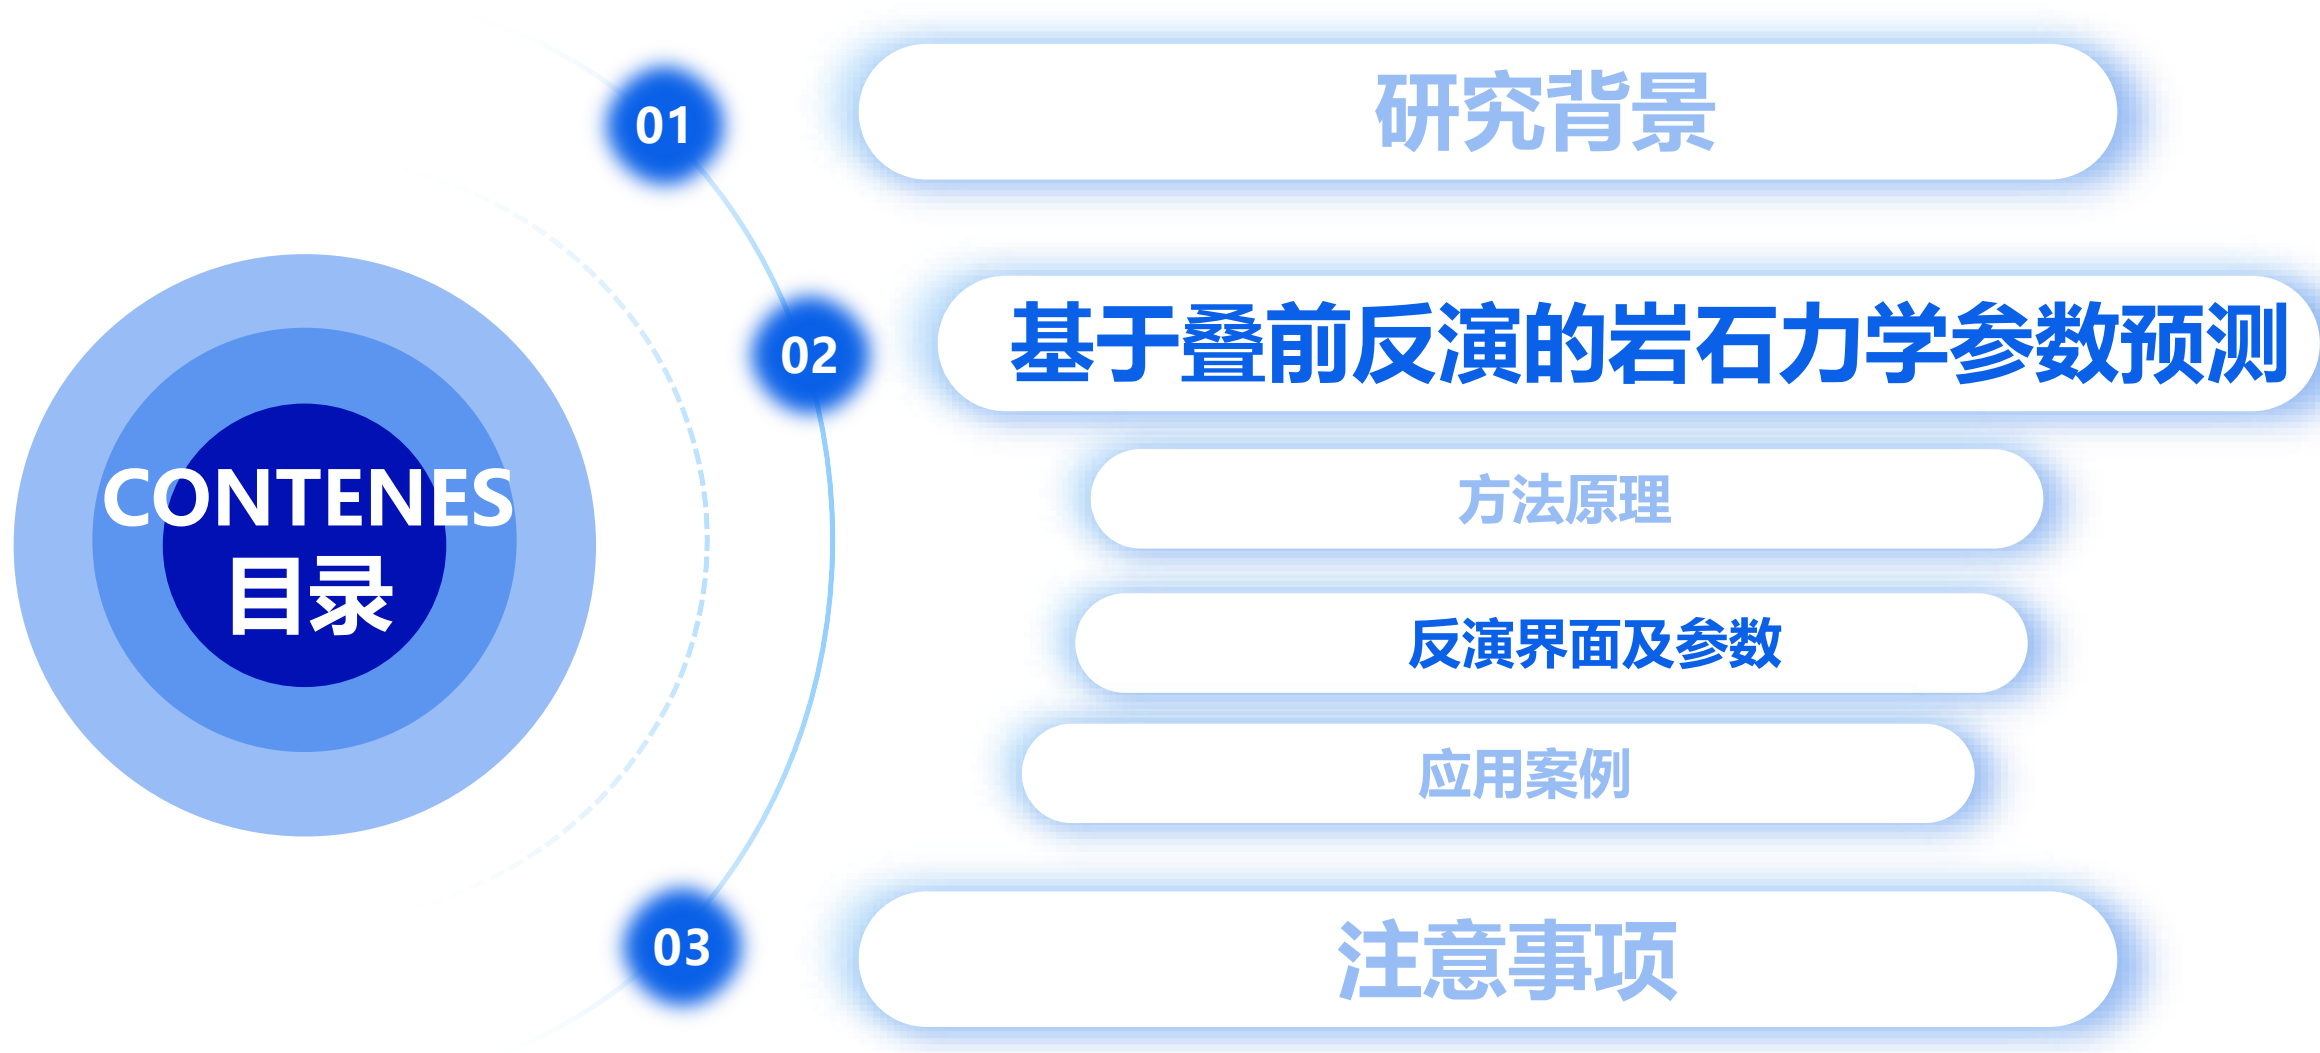 CONTENES
目录
01
研究背景
02
基于叠前反演的岩石力学参数预测
方法原理
反演界面及参数
应用案例
03
注意事项